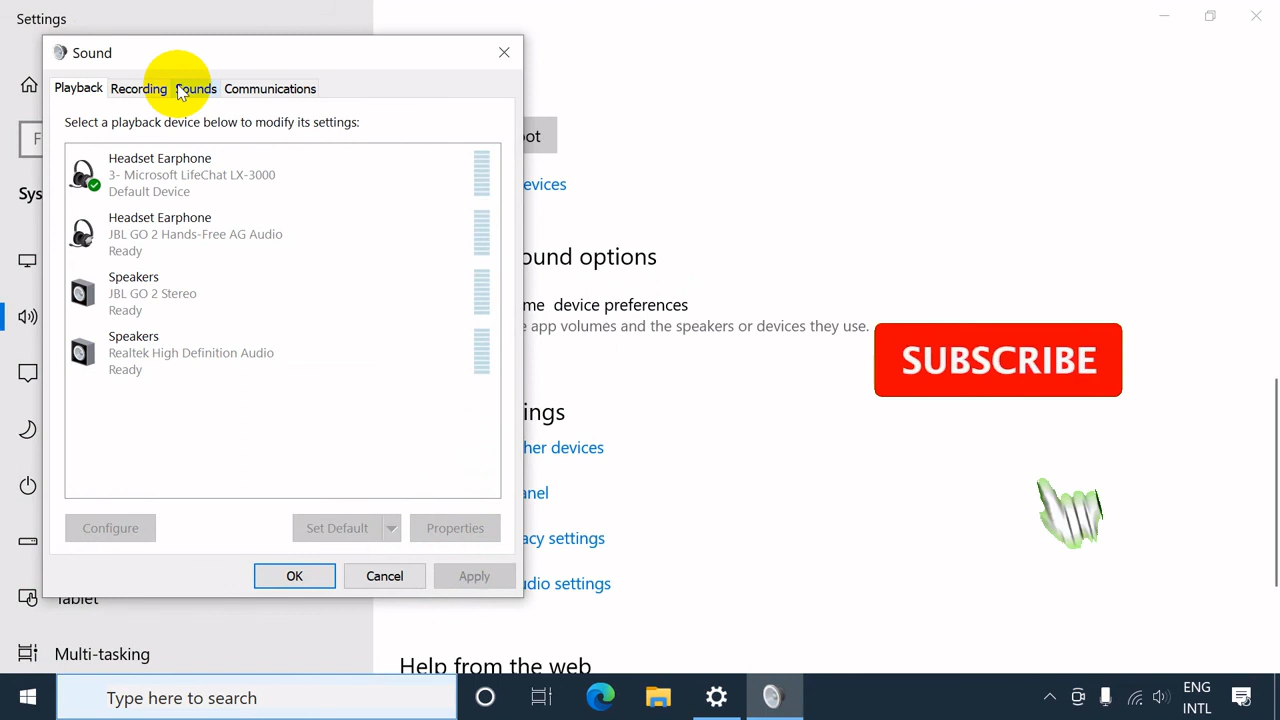 Settings
Sound
Playback
Recording
Sounds
Communications
Select a playback device below to modify its settings:
Headset Earphone
3- Microsoft LifeChat LX-3000
Default Device
Headset Earphone
JBL GO 2 Hands-Free AG Audio
Ready
Speakers
JBL GO 2 Stereo
Ready
Speakers
Realtek High Definition Audio
Ready
Configure
Set Default
Properties
OK
Cancel
Apply
F
Sys
Tablet
Multi-tasking
oot
evices
ound options
me device preferences
e app volumes and the speakers or devices they use.
SUBSCRIBE
ings
her devices
anel
acy settings
udio settings
Help from the web
Type here to search
ENG
INTL